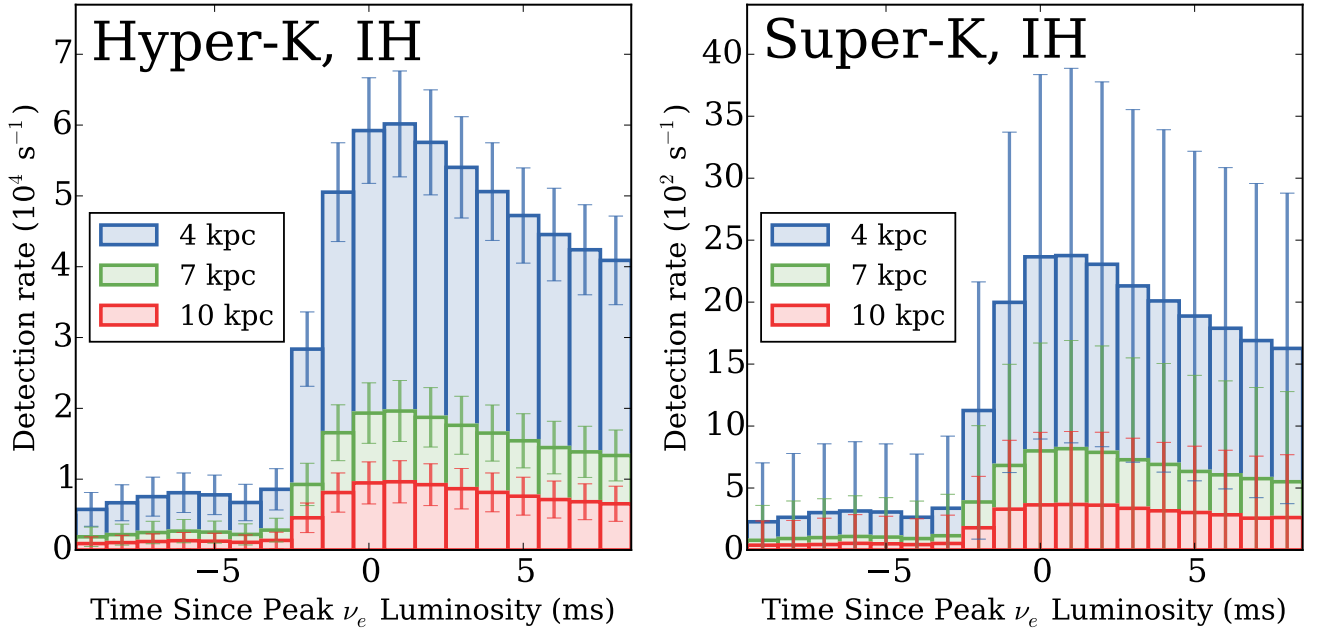 Hyper-K, IH
Detection rate (10⁴ s⁻¹)
7
6
5
4
3
2
1
0
4 kpc
7 kpc
10 kpc
−5
0
5
Time Since Peak νₑ Luminosity (ms)
Super-K, IH
Detection rate (10² s⁻¹)
40
35
30
25
20
15
10
5
0
4 kpc
7 kpc
10 kpc
−5
0
5
Time Since Peak νₑ Luminosity (ms)